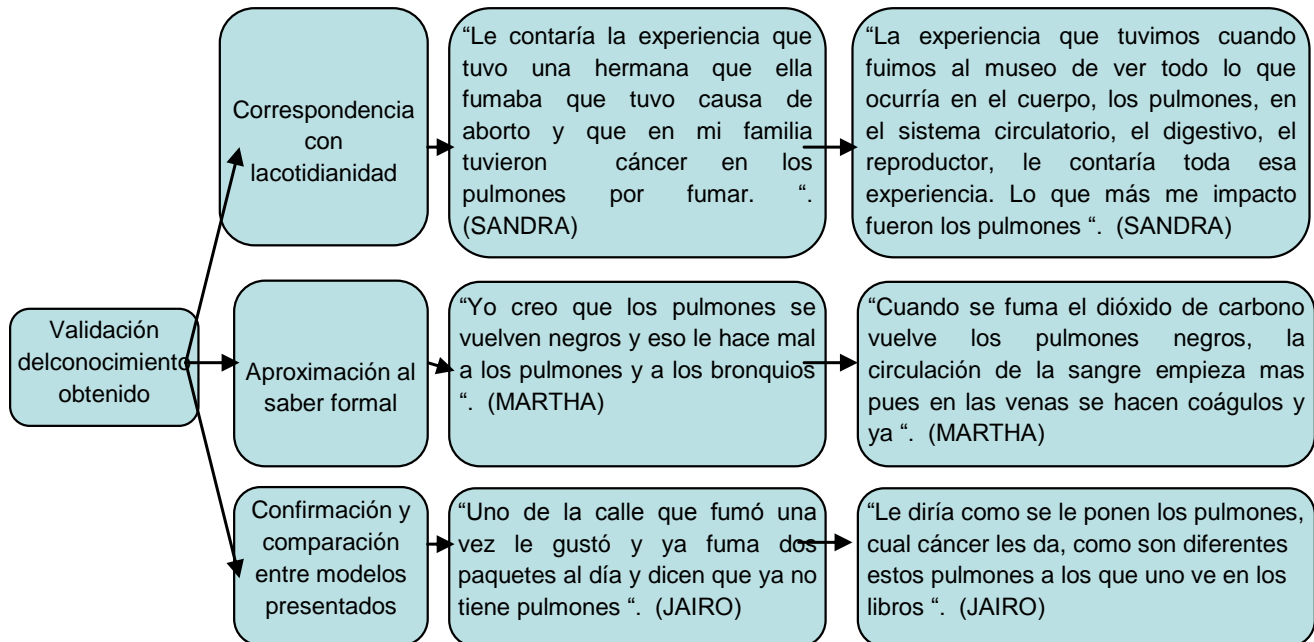 Validación
delconocimiento
obtenido
Correspondencia
con
lacotidianidad
“Le contaría la experiencia que
tuvo una hermana que ella
fumaba que tuvo causa de
aborto y que en mi familia
tuvieron cáncer en los
pulmones por fumar. “.
(SANDRA)
“La experiencia que tuvimos cuando
fuimos al museo de ver todo lo que
ocurría en el cuerpo, los pulmones, en
el sistema circulatorio, el digestivo, el
reproductor, le contaría toda esa
experiencia. Lo que más me impacto
fueron los pulmones “. (SANDRA)
Aproximación al
saber formal
“Yo creo que los pulmones se
vuelven negros y eso le hace mal
a los pulmones y a los bronquios
“. (MARTHA)
“Cuando se fuma el dióxido de carbono
vuelve los pulmones negros, la
circulación de la sangre empieza mas
pues en las venas se hacen coágulos y
ya “. (MARTHA)
Confirmación y
comparación
entre modelos
presentados
“Uno de la calle que fumó una
vez le gustó y ya fuma dos
paquetes al día y dicen que ya no
tiene pulmones “. (JAIRO)
“Le diría como se le ponen los pulmones,
cual cáncer les da, como son diferentes
estos pulmones a los que uno ve en los
libros “. (JAIRO)